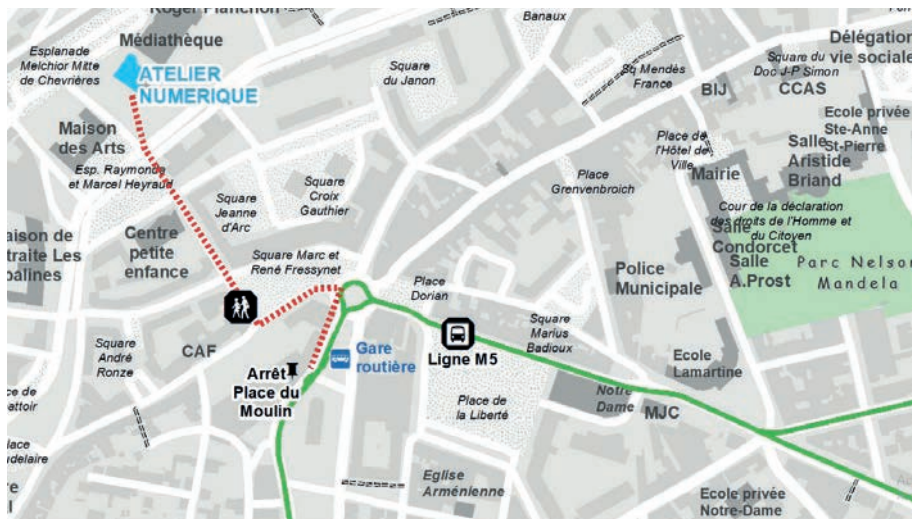 Roger Planchon
Médiathèque
Esplanade
Melchior Mitte
de Chevrières
ATELIER
NUMERIQUE
Banaux
Square
du Janon
Sq Mendès
France
Délégation
vie sociale
Square du
Doc J-P Simon
BIJ
CCAS
Maison
des Arts
Ecole privée
Ste-Anne
St-Pierre
Esp. Raymonde
et Marcel Heyraud
Square
Croix
Gauthier
Place de
l'Hôtel de
Ville
Salle
Aristide
Briand
Place
Grenvenbroich
Mairie
Square
Jeanne
d'Arc
Cour de la déclaration
des droits de l'Homme et
du Citoyen
Centre
petite
enfance
aison de
traite Les
palines
Square Marc et
René Fressynet
Salle
Condorcet
Salle
A.Prost
Parc Nelson
Mandela
Police
Municipale
Place
Dorian
Square
Marius
Badioux
Ligne M5
Square
André
Ronze
CAF
Gare
routière
Arrêt
Place du
Moulin
Ecole
Lamartine
Place de
la Liberté
Notre
Dame
MJC
ce de
attoir
lace
udelaire
Eglise
Arménienne
Ecole privée
Notre-Dame